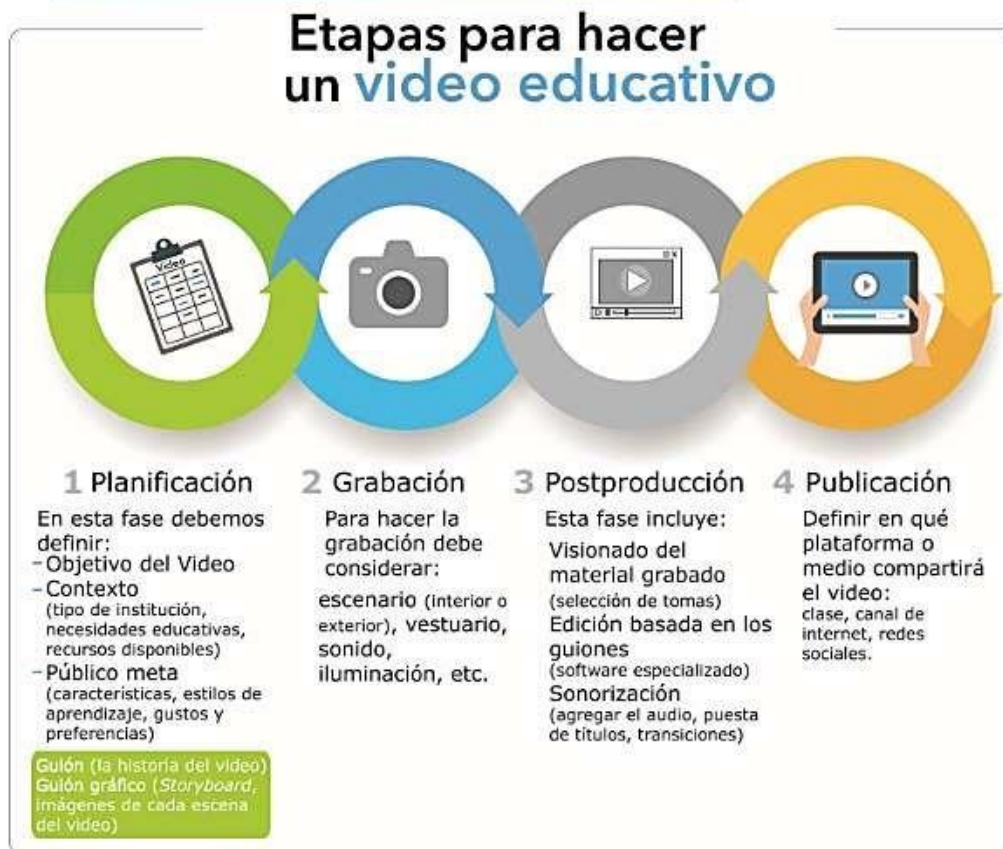 Etapas para hacer
un video educativo
Video
1 Planificación
En esta fase debemos
definir:
-Objetivo del Video
-Contexto
(tipo de institución,
necesidades educativas,
recursos disponibles)
-Público meta
(características, estilos de
aprendizaje, gustos y
preferencias)
Guión (la historia del video)
Guión gráfico (Storyboard,
imágenes de cada escena
del video)
2 Grabación
Para hacer la
grabación debe
considerar:
escenario (interior o
exterior), vestuario,
sonido,
iluminación, etc.
3 Postproducción
Esta fase incluye:
Visionado del
material grabado
(selección de tomas)
Edición basada en los
guiones
(software especializado)
Sonorización
(agregar el audio, puesta
de títulos, transiciones)
4 Publicación
Definir en qué
plataforma o
medio compartirá
el video:
clase, canal de
internet, redes
sociales.